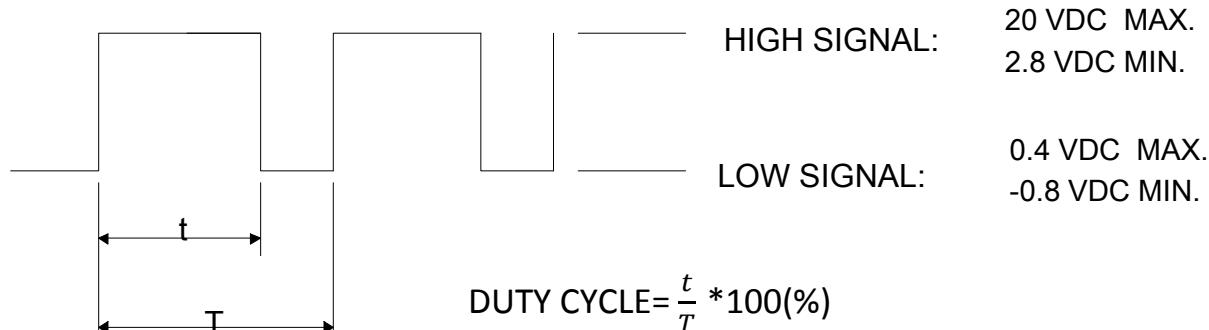 20 VDC MAX.
HIGH SIGNAL:
2.8 VDC MIN.
0.4 VDC MAX.
LOW SIGNAL:
-0.8 VDC MIN.
t
DUTY CYCLE= t/T *100(%)
T